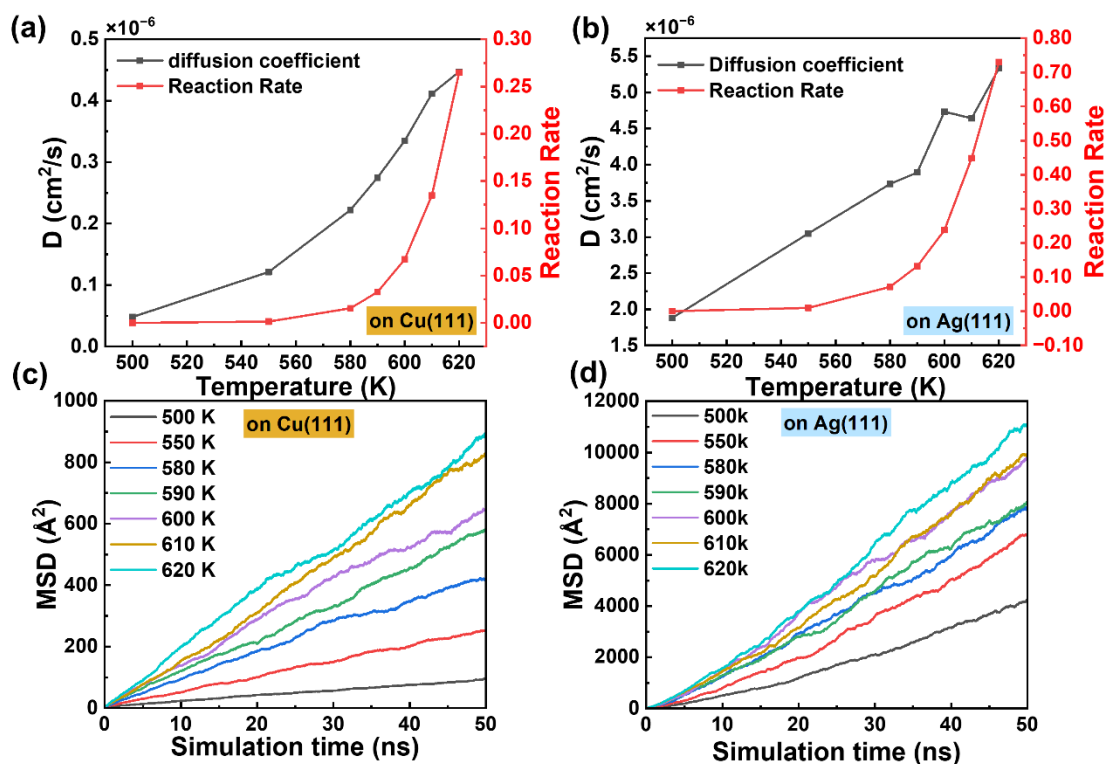 (a)
×10⁻⁶
0.5
0.4
0.3
0.2
0.1
0.0
D (cm²/s)
diffusion coefficient
Reaction Rate
on Cu(111)
0.30
0.25
0.20
0.15
0.10
0.05
0.00
Reaction Rate
500 520 540 560 580 600 620
Temperature (K)
(b)
×10⁻⁶
5.5
5.0
4.5
4.0
3.5
3.0
2.5
2.0
1.5
D (cm²/s)
Diffusion coefficient
Reaction Rate
on Ag(111)
0.80
0.70
0.60
0.50
0.40
0.30
0.20
0.10
0.00
−0.10
Reaction Rate
500 520 540 560 580 600 620
Temperature (K)
(c)
1000
800
600
400
200
0
MSD (Å²)
on Cu(111)
500 K
550 K
580 K
590 K
600 K
610 K
620 K
0 10 20 30 40 50
Simulation time (ns)
(d)
12000
10000
8000
6000
4000
2000
0
MSD (Å²)
on Ag(111)
500k
550k
580k
590k
600k
610k
620k
0 10 20 30 40 50
Simulation time (ns)